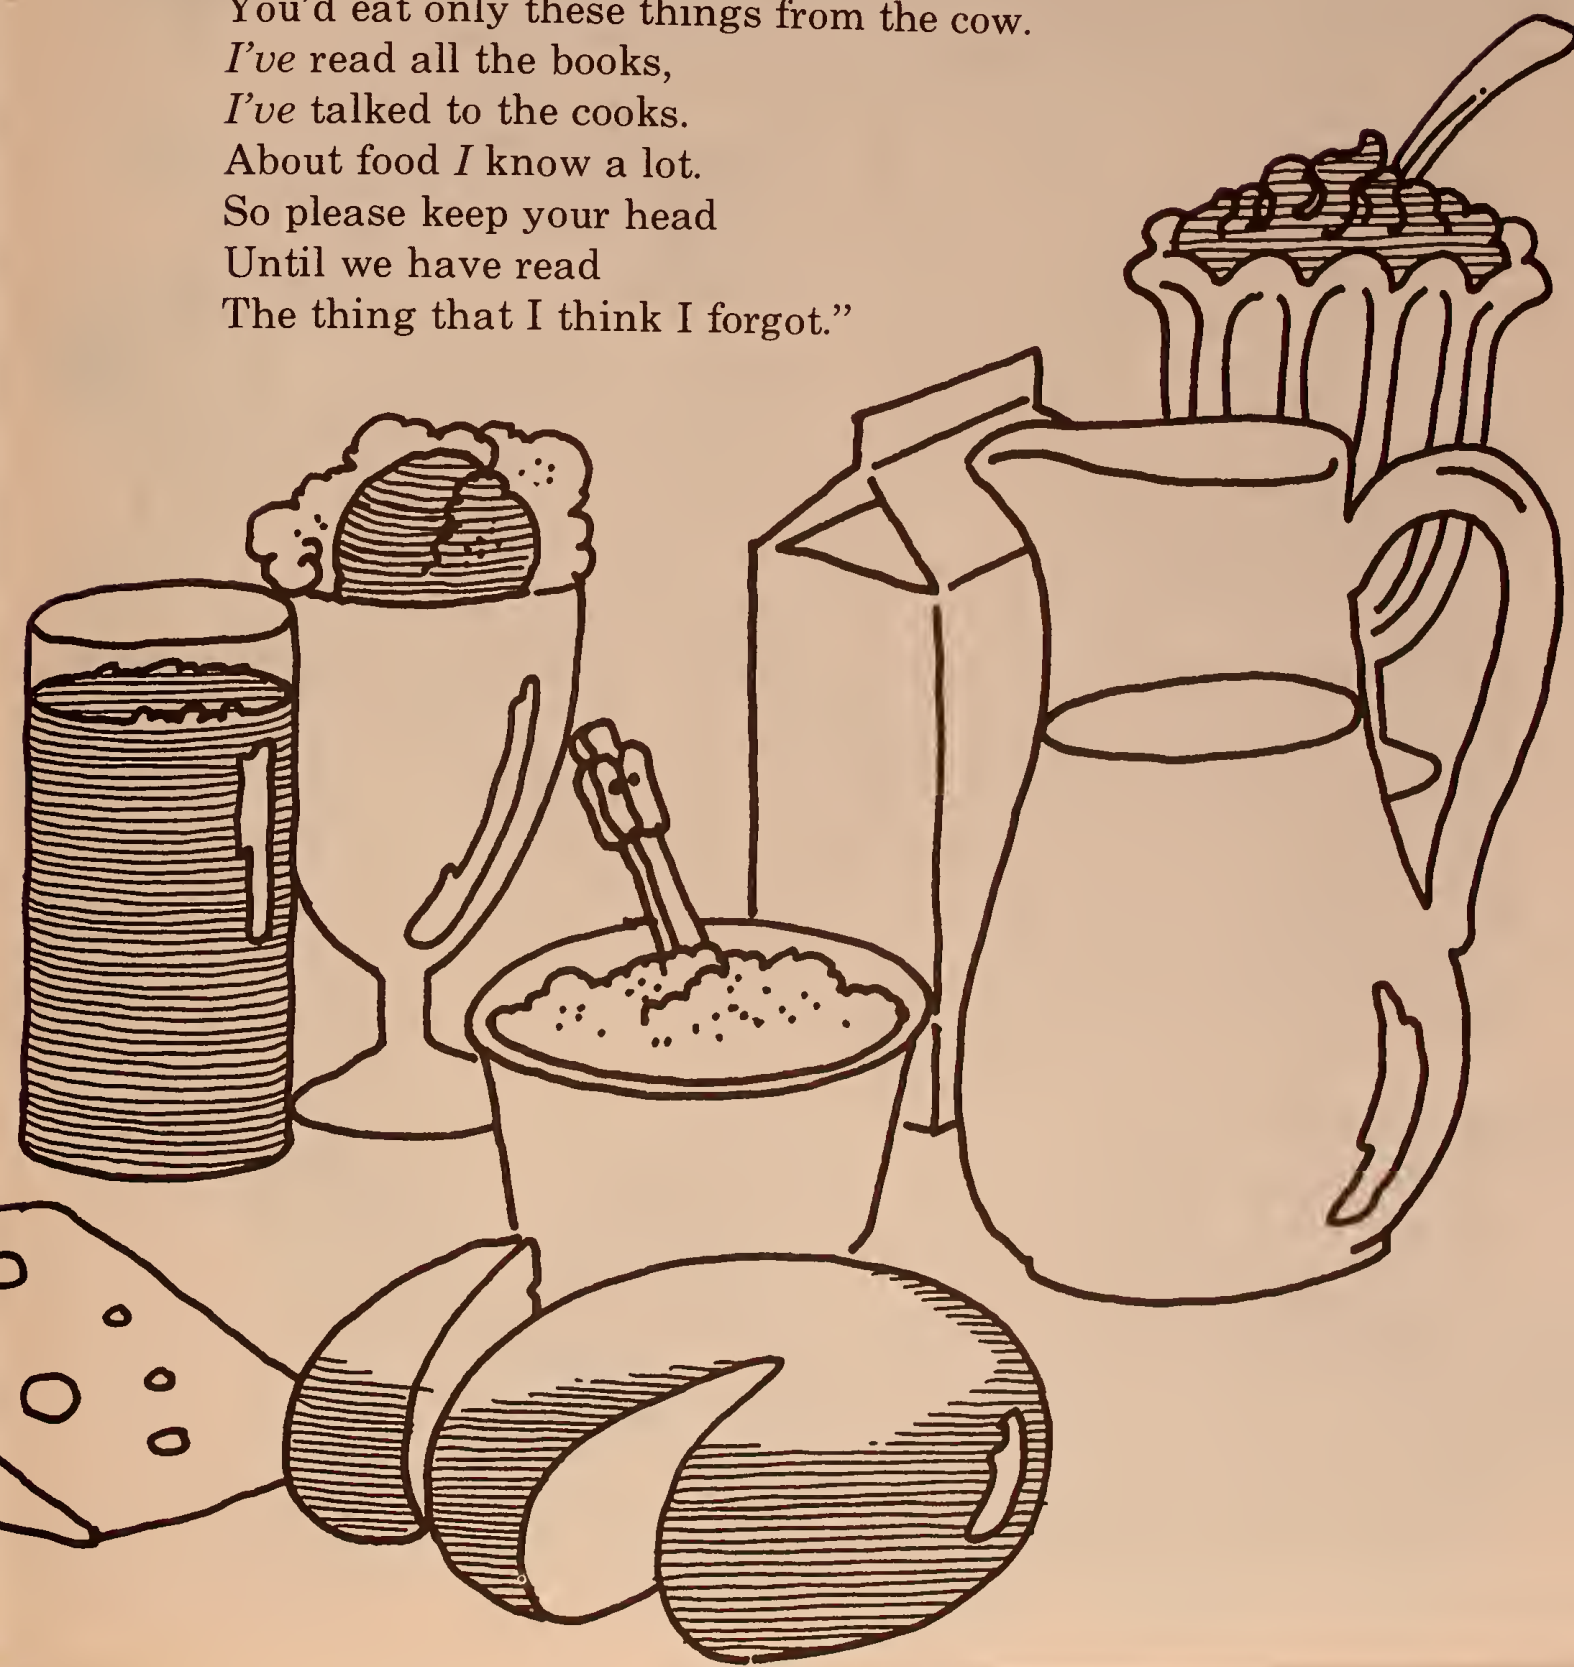 You'd eat only these things from the cow.
I've read all the books,
I've talked to the cooks.
About food I know a lot.
So please keep your head
Until we have read
The thing that I think I forgot.”